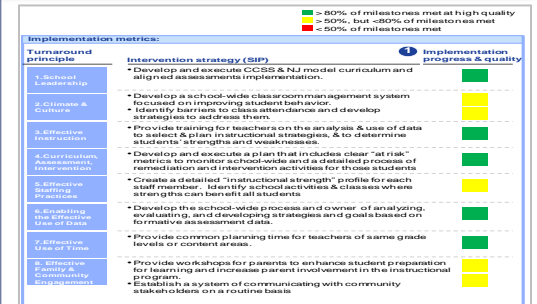 > 80% of milestones met at high quality
> 50%, but <80% of milestones met
< 50% of milestones met
Implementation metrics:
Turnaround principle
Intervention strategy (SIP)
1
Implementation progress & quality
1.School Leadership
• Develop and execute CCSS & NJ model curriculum and
aligned assessments implementation.
2.Climate & Culture
• Develop a school-wide classroom management system
focused on improving student behavior.
• Identify barriers to class attendance and develop
strategies to address them.
3.Effective Instruction
• Provide training for teachers on the analysis & use of data
to select & plan instructional strategies, & to determine
students' strengths and weaknesses.
4.Curriculum, Assessment, Intervention
• Develop and execute a plan that includes clear "at risk"
metrics to monitor school-wide and a detailed process of
remediation and intervention activities for those students
5.Effective Staffing Practices
• Create a detailed "instructional strength" profile for each
staff member. Identify school activities & classes where
strengths can benefit all students
6.Enabling the Effective Use of Data
• Develop the school-wide process and owner of analyzing,
evaluating, an developing strategies and goals based on
formative assessment data.
7.Effective Use of Time
• Provide common planning time for teachers of same grade
levels or content areas.
8. Effective Family & Community Engagement
• Provide workshops for parents to enhance student preparation
for learning and increase parent involvement in the instructional
program.
• Establish a system of communicating with community
stakeholders on a routine basis